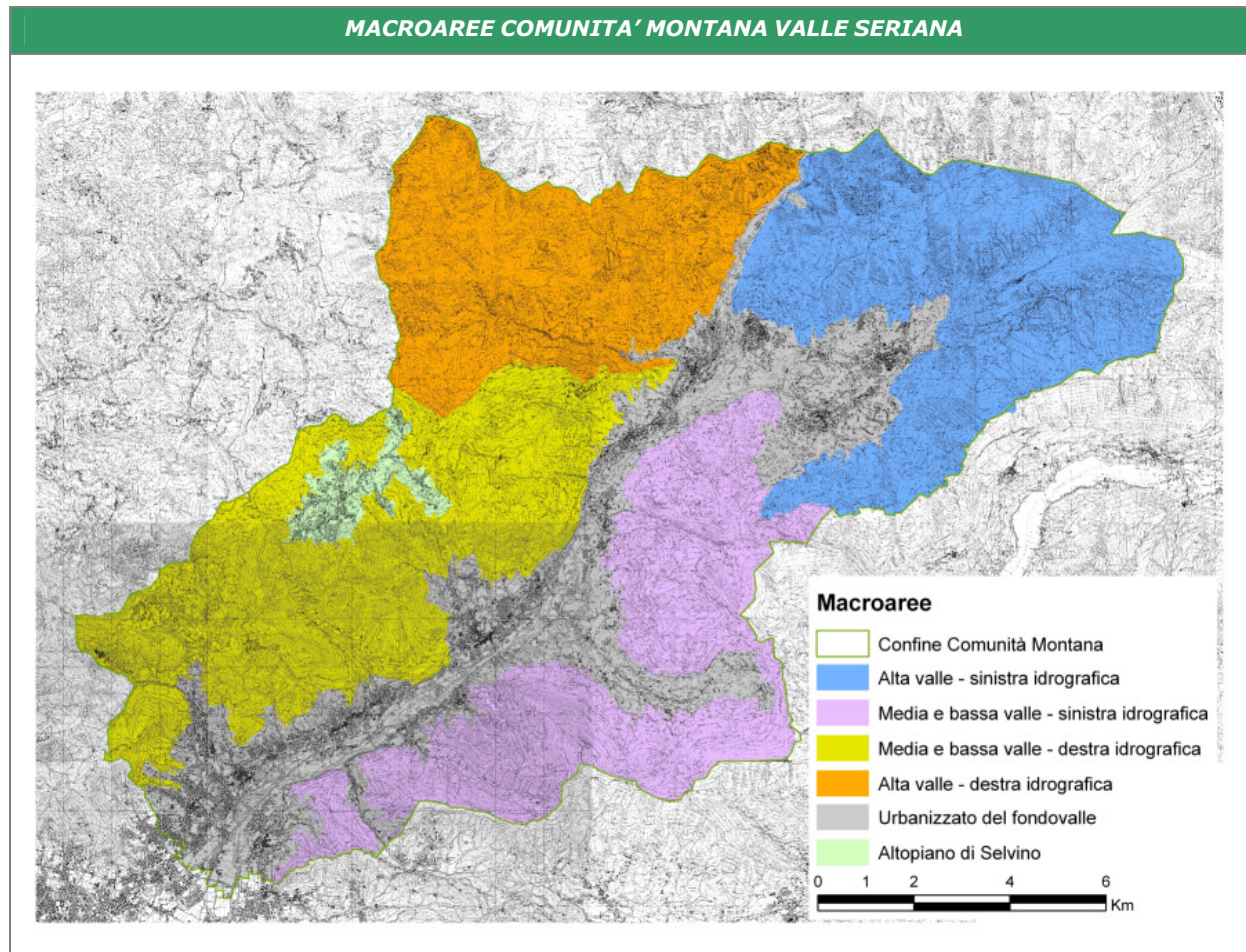 MACROAREE COMUNITA’ MONTANA VALLE SERIANA
Macroaree
Confine Comunità Montana
Alta valle - sinistra idrografica
Media e bassa valle - sinistra idrografica
Media e bassa valle - destra idrografica
Alta valle - destra idrografica
Urbanizzato del fondovalle
Altopiano di Selvino
0 1 2 4 6
Km